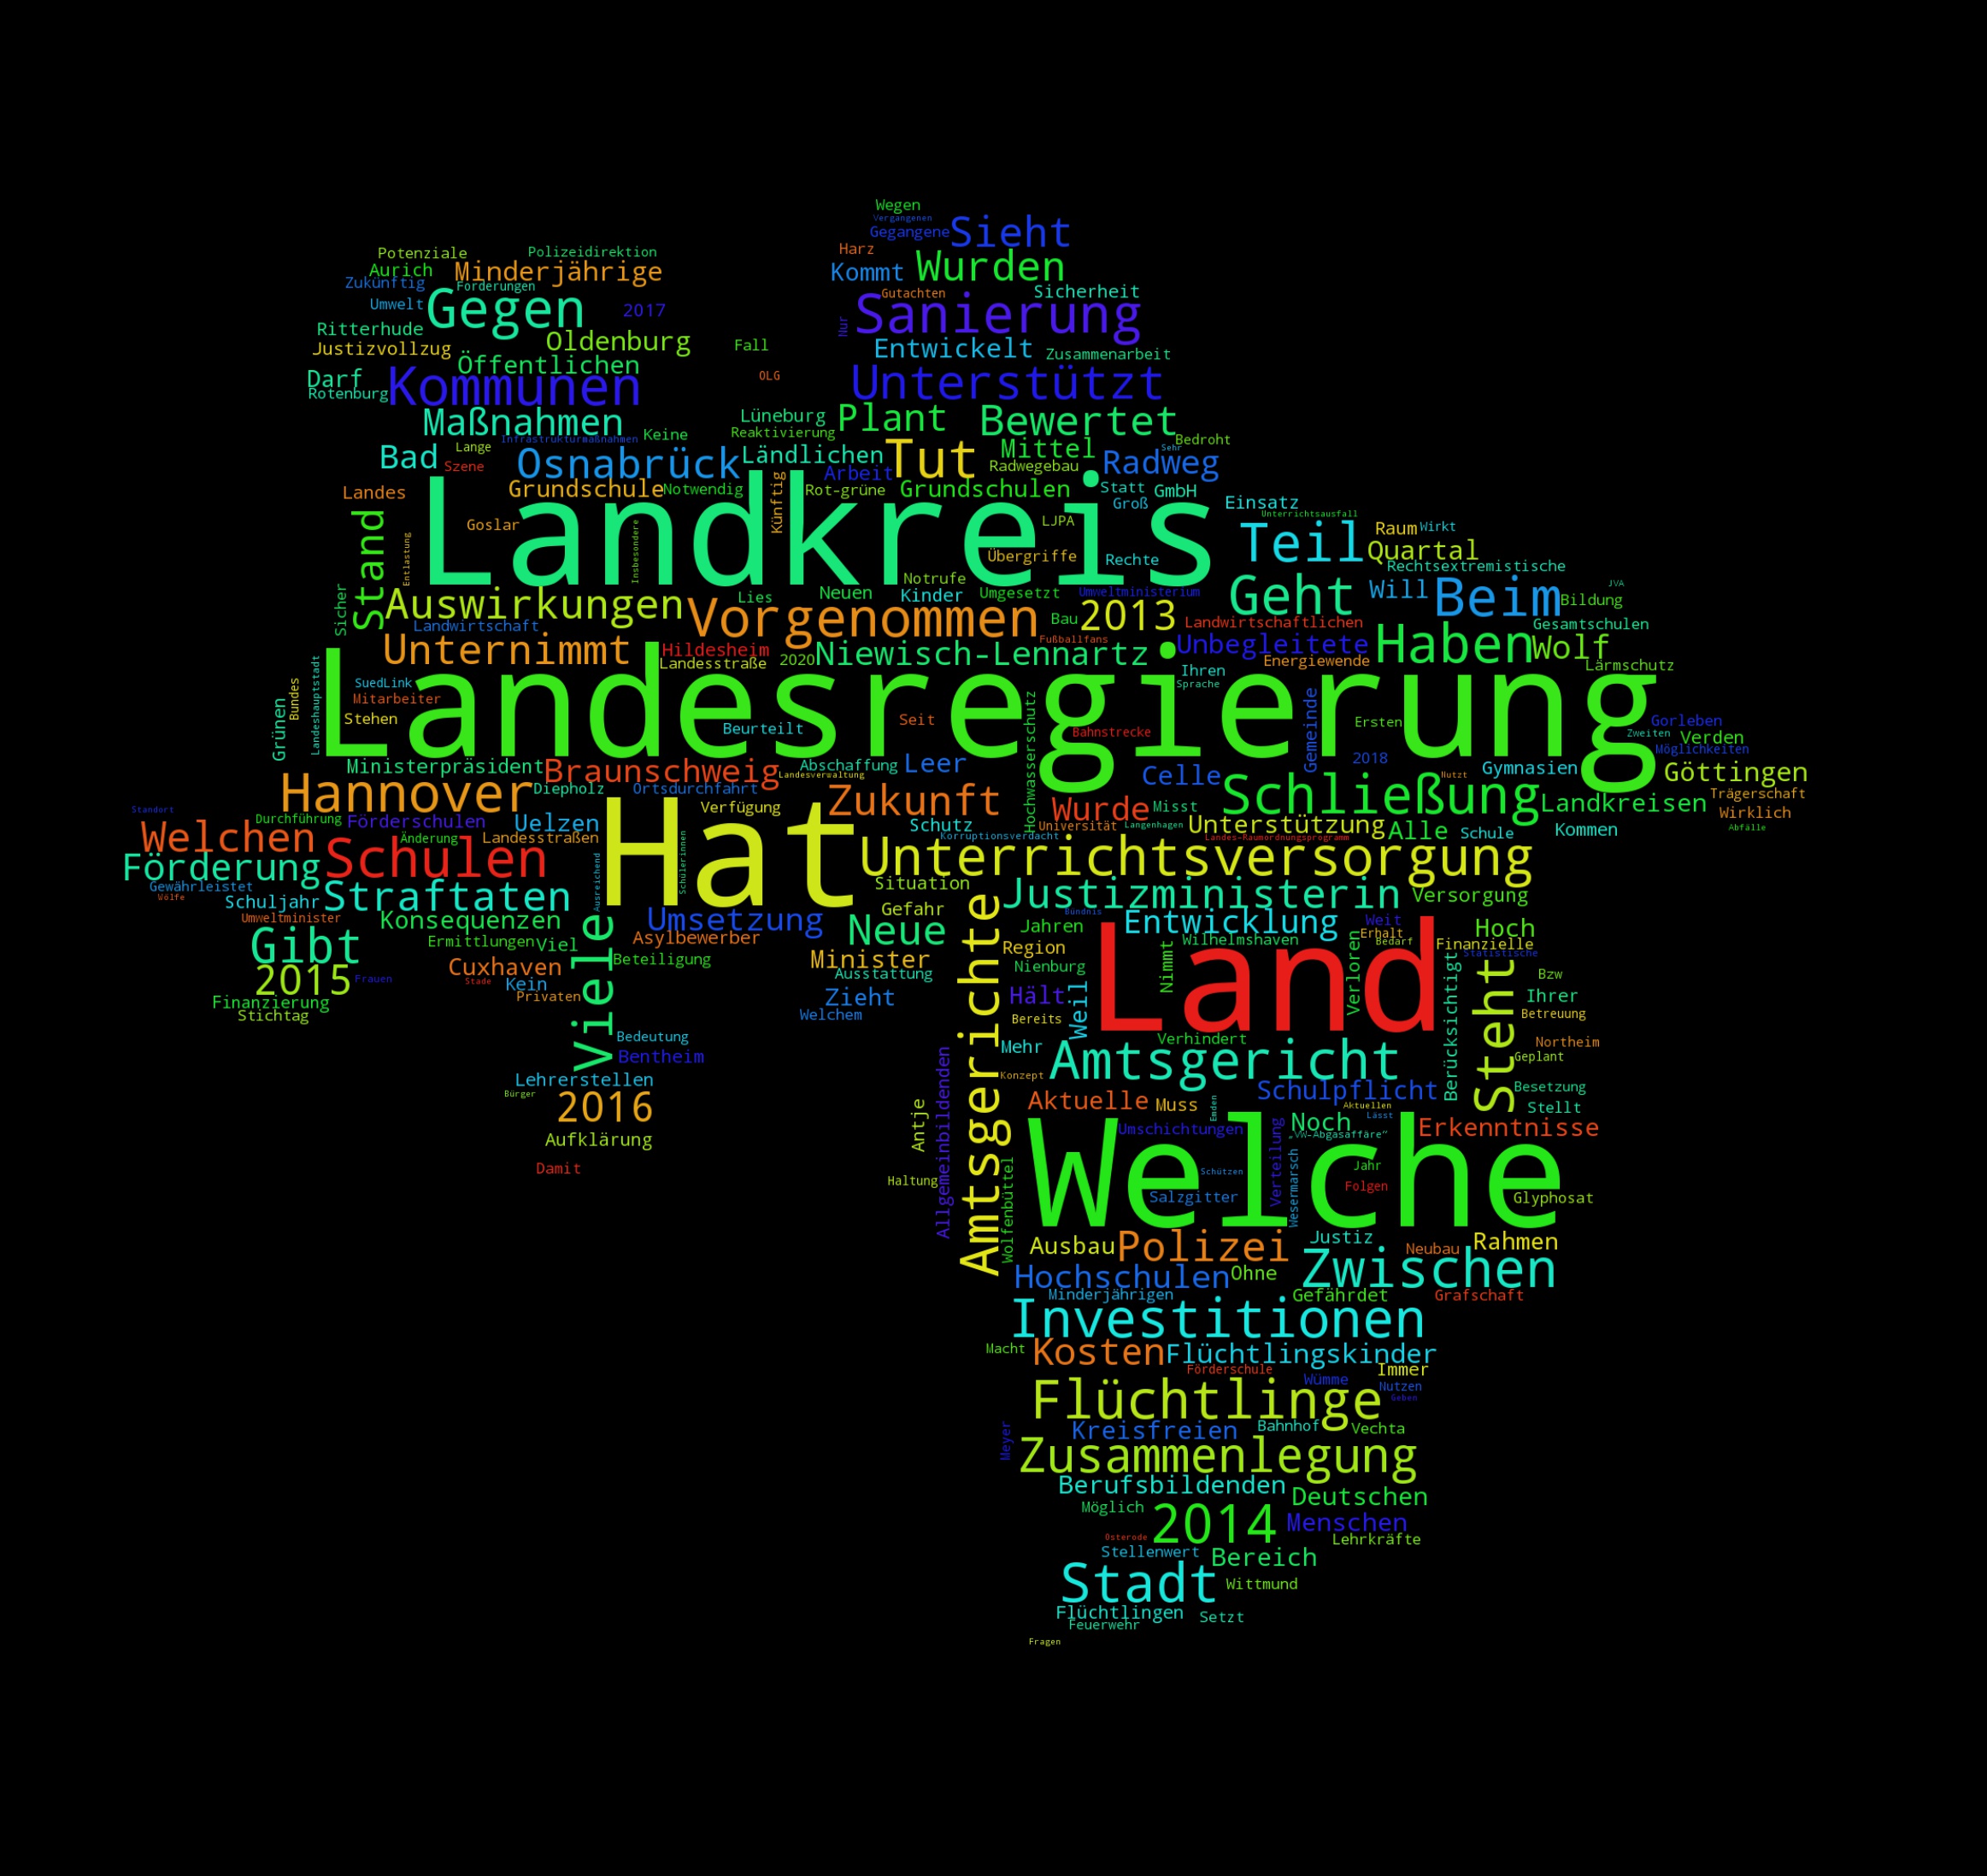 Wegen
Vergangenen
Gegangene
Sieht
Harz
Potenziale
Polizeidirektion
Kommt
Wurden
Aurich
Minderjährige
Zukünftig
Forderungen
Gutachten
Sicherheit
Umwelt
Gegen
2017
Nur
Sanierung
Ritterhude
Justizvollzug
Oldenburg
Fall
Entwickelt
Zusammenarbeit
Öffentlichen
Darf
Rotenburg
Kommunen
OLG
Unterstützt
Maßnahmen
Lüneburg
Plant
Bewertet
Infrastrukturmaßnahmen
Keine
Reaktivierung
Bad
Lange
Szene
Osnabrück
Ländlichen
Arbeit
Tut
Mittel
Radwegebau
Radweg
Sehr
Bedroht
Landes
Grundschule
Notwendig
Künftig
Rot-grüne
Grundschulen
Statt
GmbH
Groß
Einsatz
Unterrichtsausfall
Stand
Goslar
Landkreis
LJPA
Teil
Raum
Wirkt
Quartal
Entlastung
Insbesondere
Übergriffe
Rechte
Rechtsextremistische
Sicher
Auswirkungen
Notrufe
Neuen
Kinder
Umgesetzt
Umweltministerium
Geht
Will
Beim
JVA
Bildung
Lies
Landwirtschaft
Vorgenommen
Bau
2013
Landwirtschaftlichen
Gesamtschulen
Unternimmt
Hildesheim
Landesstraße
2020
Niewisch-Lennartz
Fußballfans
Unbegleitete
Energiewende
Haben
Wolf
Lärmschutz
Ihren
Sprache
Landeshauptstadt
Bundes
Grünen
SuedLink
Mitarbeiter
Stehen
Landesregierung
Beurteilt
Seit
Hochwasserschutz
Bahnstrecke
Gemeinde
Ersten
2018
Gorleben
Zweiten
Verden
Möglichkeiten
Ministerpräsident
Braunschweig
Landesverwaltung
Abschaffung
Leer
Celle
Nutzt
Gymnasien
Göttingen
Hannover
Diepholz
Ortsdurchfahrt
Verfügung
Zukunft
Wurde
Misst
Schließung
Landkreisen
Trägerschaft
Wirklich
Abfälle
Standort
Durchführung
Förderschulen
Uelzen
Schutz
Universität
Langenhagen
Unterstützung
Alle
Schule
Kommen
Welchen
Änderung
Landesstraßen
Hat
Korruptionsverdacht
Landes-Raumordnungsprogramm
Förderung
Schulen
Ausreichend
Schülerinnen
Unterrichtsversorgung
Gewährleistet
Wölfe
Schuljahr
Straftaten
Situation
Justizministerin
Versorgung
Umweltminister
Konsequenzen
Umsetzung
Gefahr
Neue
Jahren
Bündnis
Entwicklung
Weit
Erhalt
Hoch
Gibt
Ermittlungen
Viel
Viele
Asylbewerber
Beteiligung
Minister
Amtsgerichte
Region
Wilhelmshaven
Bedarf
Finanzielle
Statistische
2015
Frauen
Cuxhaven
Stade
Kein
Ausstattung
Nienburg
Nimmt
Land
Verloren
Berücksichtigt
Steht
Bzw
Finanzierung
Privaten
Zieht
Hält
Weil
Ihrer
Stichtag
Welchem
Bereits
Betreuung
Bedeutung
Bentheim
Mehr
Verhindert
Northeim
Geplant
Lehrerstellen
Bürger
Allgemeinbildenden
Konzept
Amtsgericht
Schulpflicht
Besetzung
2016
Antje
Aktuelle
Muss
Emden
Aktuellen
Lässt
Stellt
Aufklärung
Umschichtungen
Noch
„VW-Abgasaffäre“
Erkenntnisse
Damit
Haltung
Wolfenbüttel
Welche
Schützen
Salzgitter
Verteilung
Wesermarsch
Jahr
Folgen
Glyphosat
Ausbau
Polizei
Justiz
Neubau
Rahmen
Hochschulen
Ohne
Zwischen
Minderjährigen
Gefährdet
Grafschaft
Investitionen
Macht
Kosten
Flüchtlingskinder
Förderschule
Immer
Wümme
Nutzen
Geben
Flüchtlinge
Meyer
Kreisfreien
Bahnhof
Vechta
Zusammenlegung
Berufsbildenden
Möglich
Deutschen
2014
Menschen
Osterode
Lehrkräfte
Stellenwert
Bereich
Stadt
Wittmund
Flüchtlingen
Setzt
Feuerwehr
Fragen